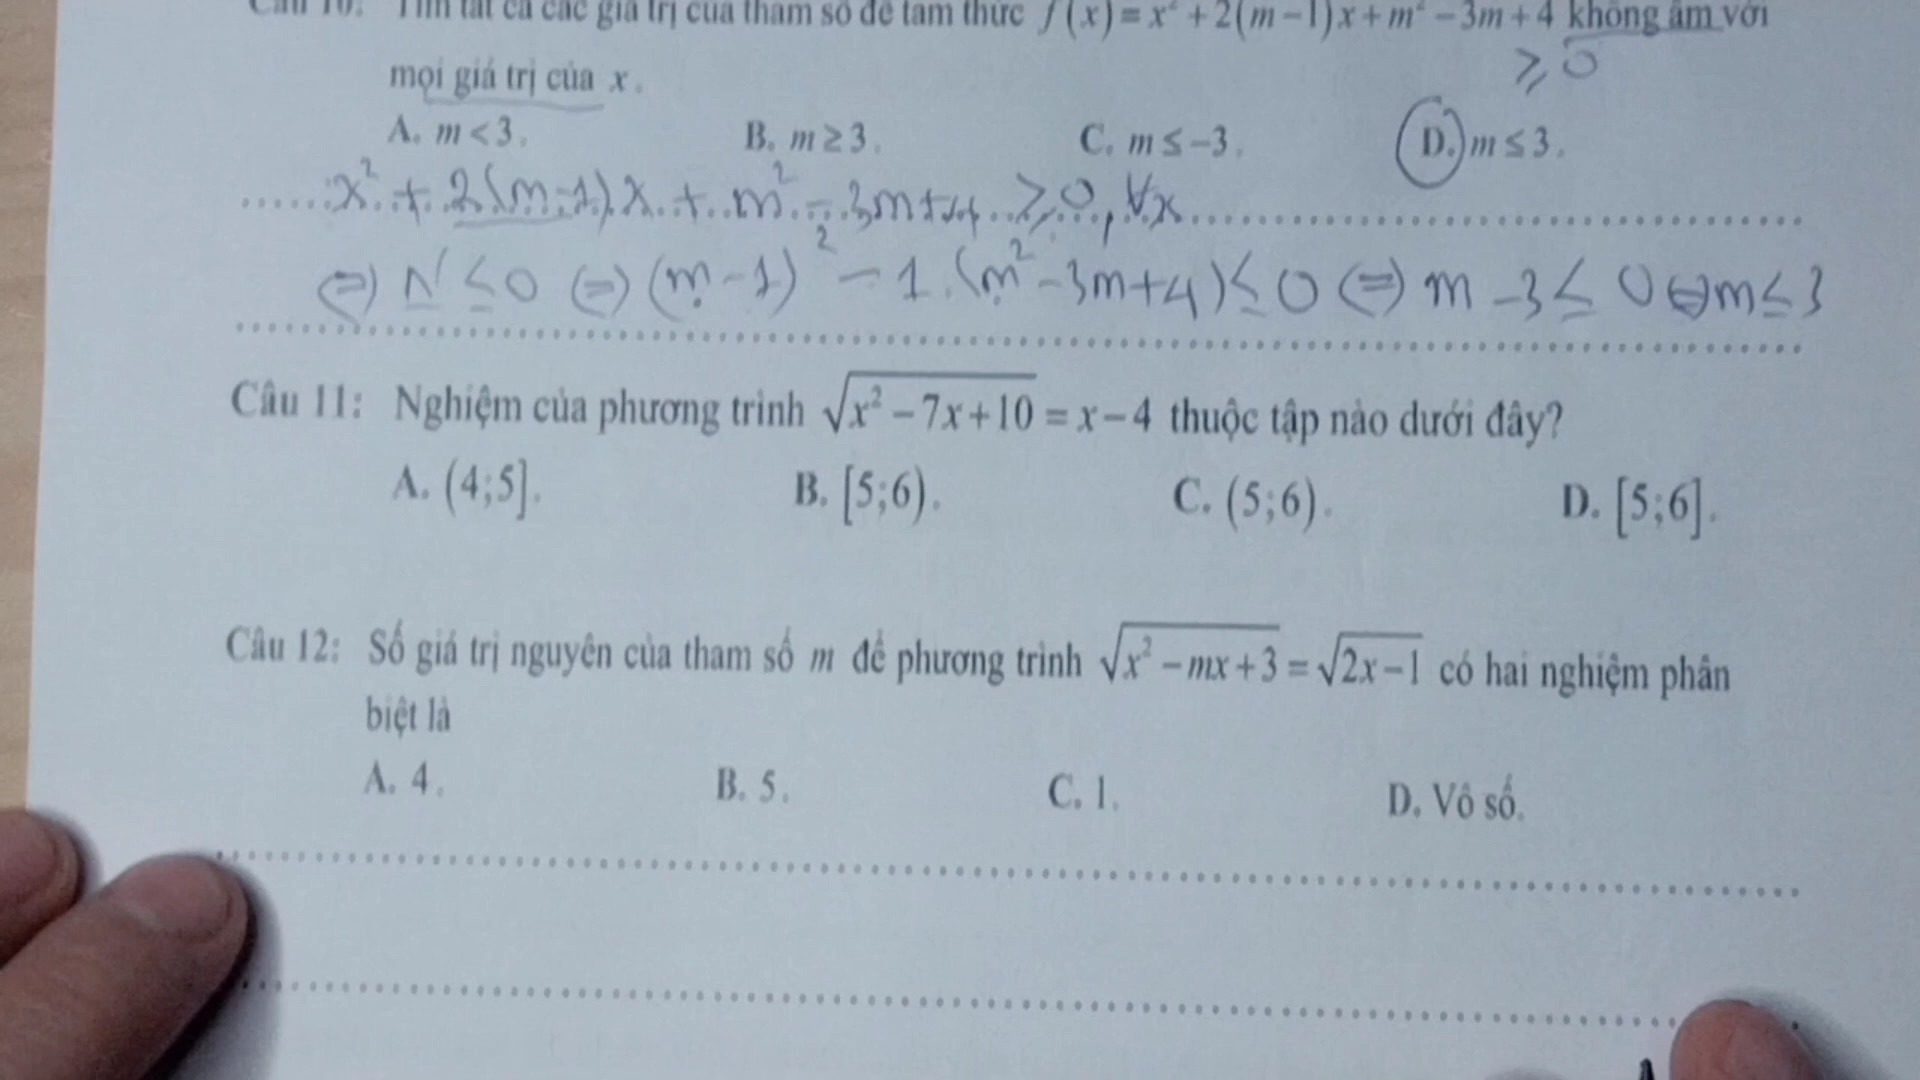 Câu 10: Tìm tất cả các giá trị của tham số để tam thức f(x)=x²+2(m−1)x+m²−3m+4 không âm với
≥ 0
mọi giá trị của x.
A. m<3. B. m≥3. C. m≤−3. D. m≤3.
x² + 2(m-1)x + m² - 3m+4 ≥ 0, ∀x
⇔ Δ' ≤ 0 ⇔ (m-1)² - 1.(m² - 3m+4) ≤ 0 ⇔ m - 3 ≤ 0 ⇔ m ≤ 3
Câu 11: Nghiệm của phương trình √(x²−7x+10) = x−4 thuộc tập nào dưới đây?
A. (4;5]. B. [5;6). C. (5;6). D. [5;6].
Câu 12: Số giá trị nguyên của tham số m để phương trình √(x²−mx+3) = √(2x−1) có hai nghiệm phân
biệt là
A. 4. B. 5. C. 1. D. Vô số.